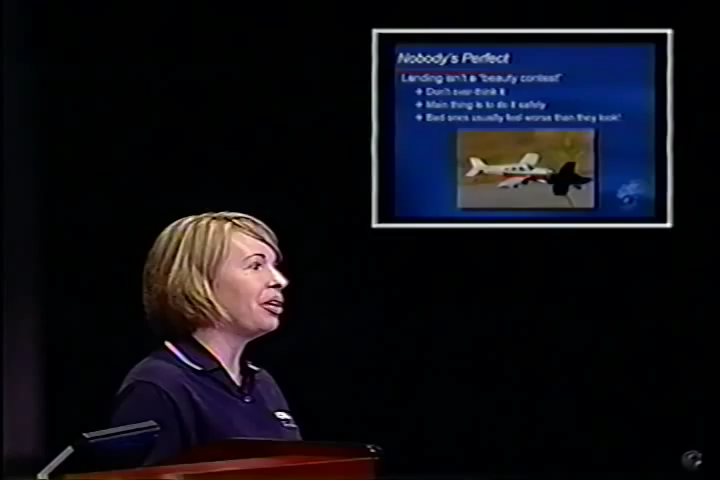 Nobody's Perfect
Landing isn't a "beauty contest"
Don't over-think it
Main thing is to do it safely
Bad ones usually feel worse than they look!